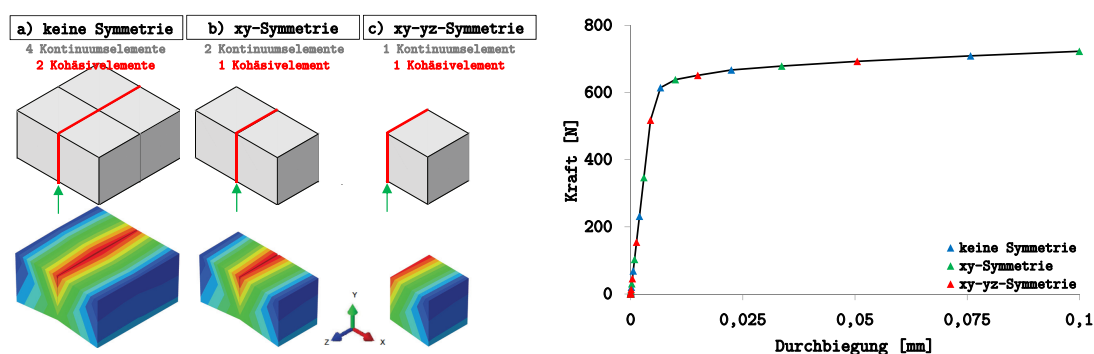 a) keine Symmetrie
4 Kontinuumselemente
2 Kohäsivelemente
b) xy-Symmetrie
2 Kontinuumselemente
1 Kohäsivelement
c) xy-yz-Symmetrie
1 Kontinuumselement
1 Kohäsivelement
Y
Z
X
Kraft [N]
800
600
400
200
0
0
0,025
0,05
0,075
0,1
Durchbiegung [mm]
keine Symmetrie
xy-Symmetrie
xy-yz-Symmetrie